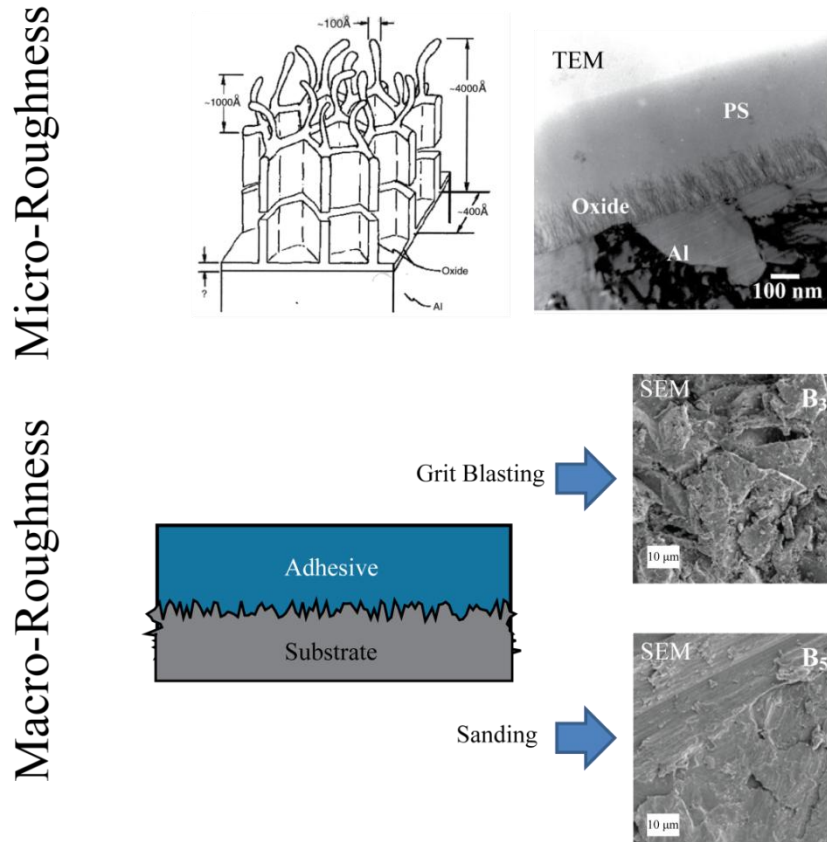 Micro-Roughness
~100Å
~1000Å
~4000Å
~400Å
Oxide
?
Al
TEM
PS
Oxide
Al
100 nm
Macro-Roughness
Grit Blasting
SEM
B3
10 μm
Adhesive
Substrate
Sanding
SEM
B5
10 μm